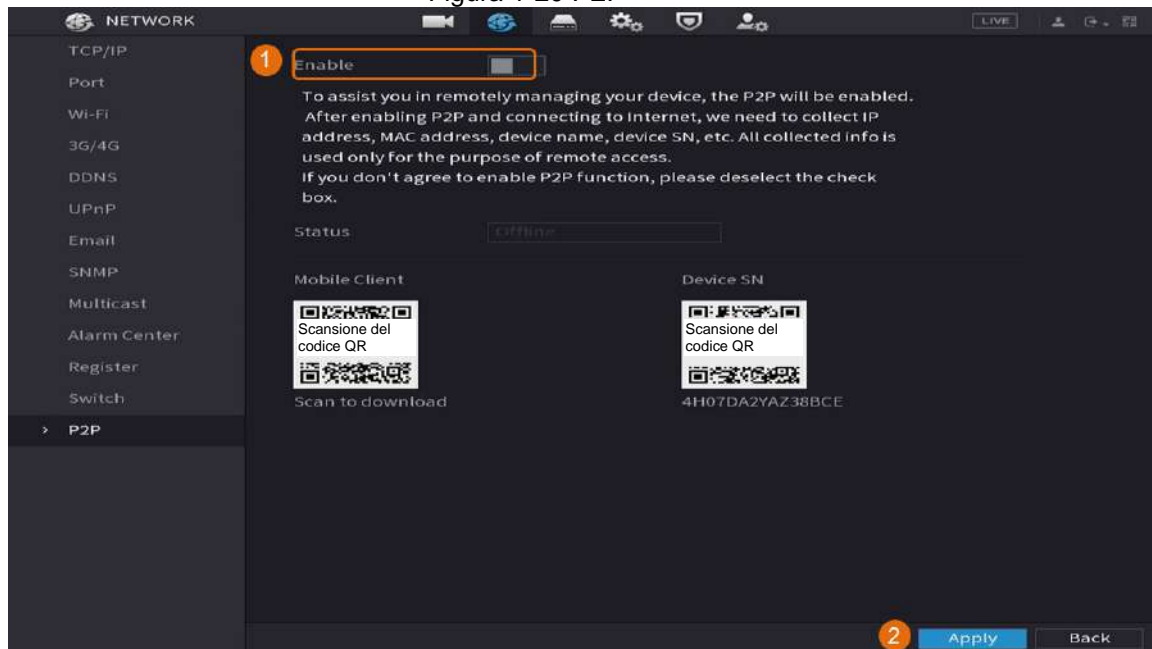 NETWORK
LIVE
TCP/IP
Port
Wi-Fi
3G/4G
DDNS
UPnP
Email
SNMP
Multicast
Alarm Center
Register
Switch
> P2P
1
Enable
To assist you in remotely managing your device, the P2P will be enabled.
After enabling P2P and connecting to Internet, we need to collect IP
address, MAC address, device name, device SN, etc. All collected info is
used only for the purpose of remote access.
If you don't agree to enable P2P function, please deselect the check
box.
Status Offline
Mobile Client
Scansione del
codice QR
Scan to download
Device SN
Scansione del
codice QR
4H07DA2YAZ38BCE
2
Apply
Back